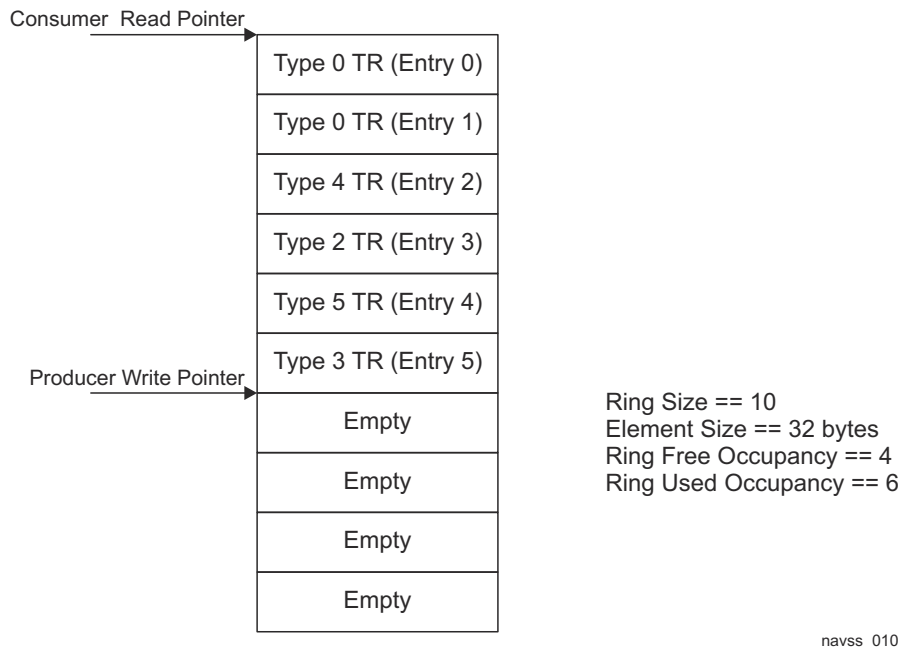 Consumer Read Pointer
Type 0 TR (Entry 0)
Type 0 TR (Entry 1)
Type 4 TR (Entry 2)
Type 2 TR (Entry 3)
Type 5 TR (Entry 4)
Type 3 TR (Entry 5)
Producer Write Pointer
Empty
Empty
Empty
Empty
Ring Size == 10
Element Size == 32 bytes
Ring Free Occupancy == 4
Ring Used Occupancy == 6
navss_010